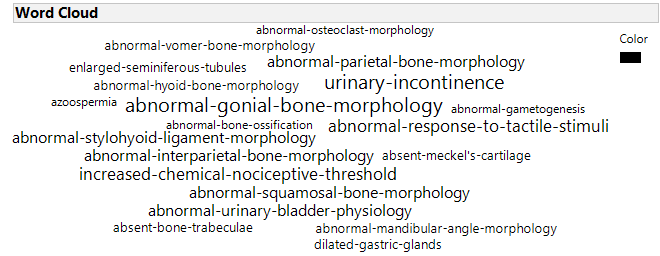 Word Cloud
abnormal-osteoclast-morphology
Color
abnormal-vomer-bone-morphology
abnormal-parietal-bone-morphology
enlarged-seminiferous-tubules
abnormal-hyoid-bone-morphology
urinary-incontinence
azoospermia
abnormal-gonial-bone-morphology
abnormal-gametogenesis
abnormal-bone-ossification
abnormal-response-to-tactile-stimuli
abnormal-stylohyoid-ligament-morphology
abnormal-interparietal-bone-morphology
absent-meckel's-cartilage
increased-chemical-nociceptive-threshold
abnormal-squamosal-bone-morphology
abnormal-urinary-bladder-physiology
absent-bone-trabeculae
abnormal-mandibular-angle-morphology
dilated-gastric-glands